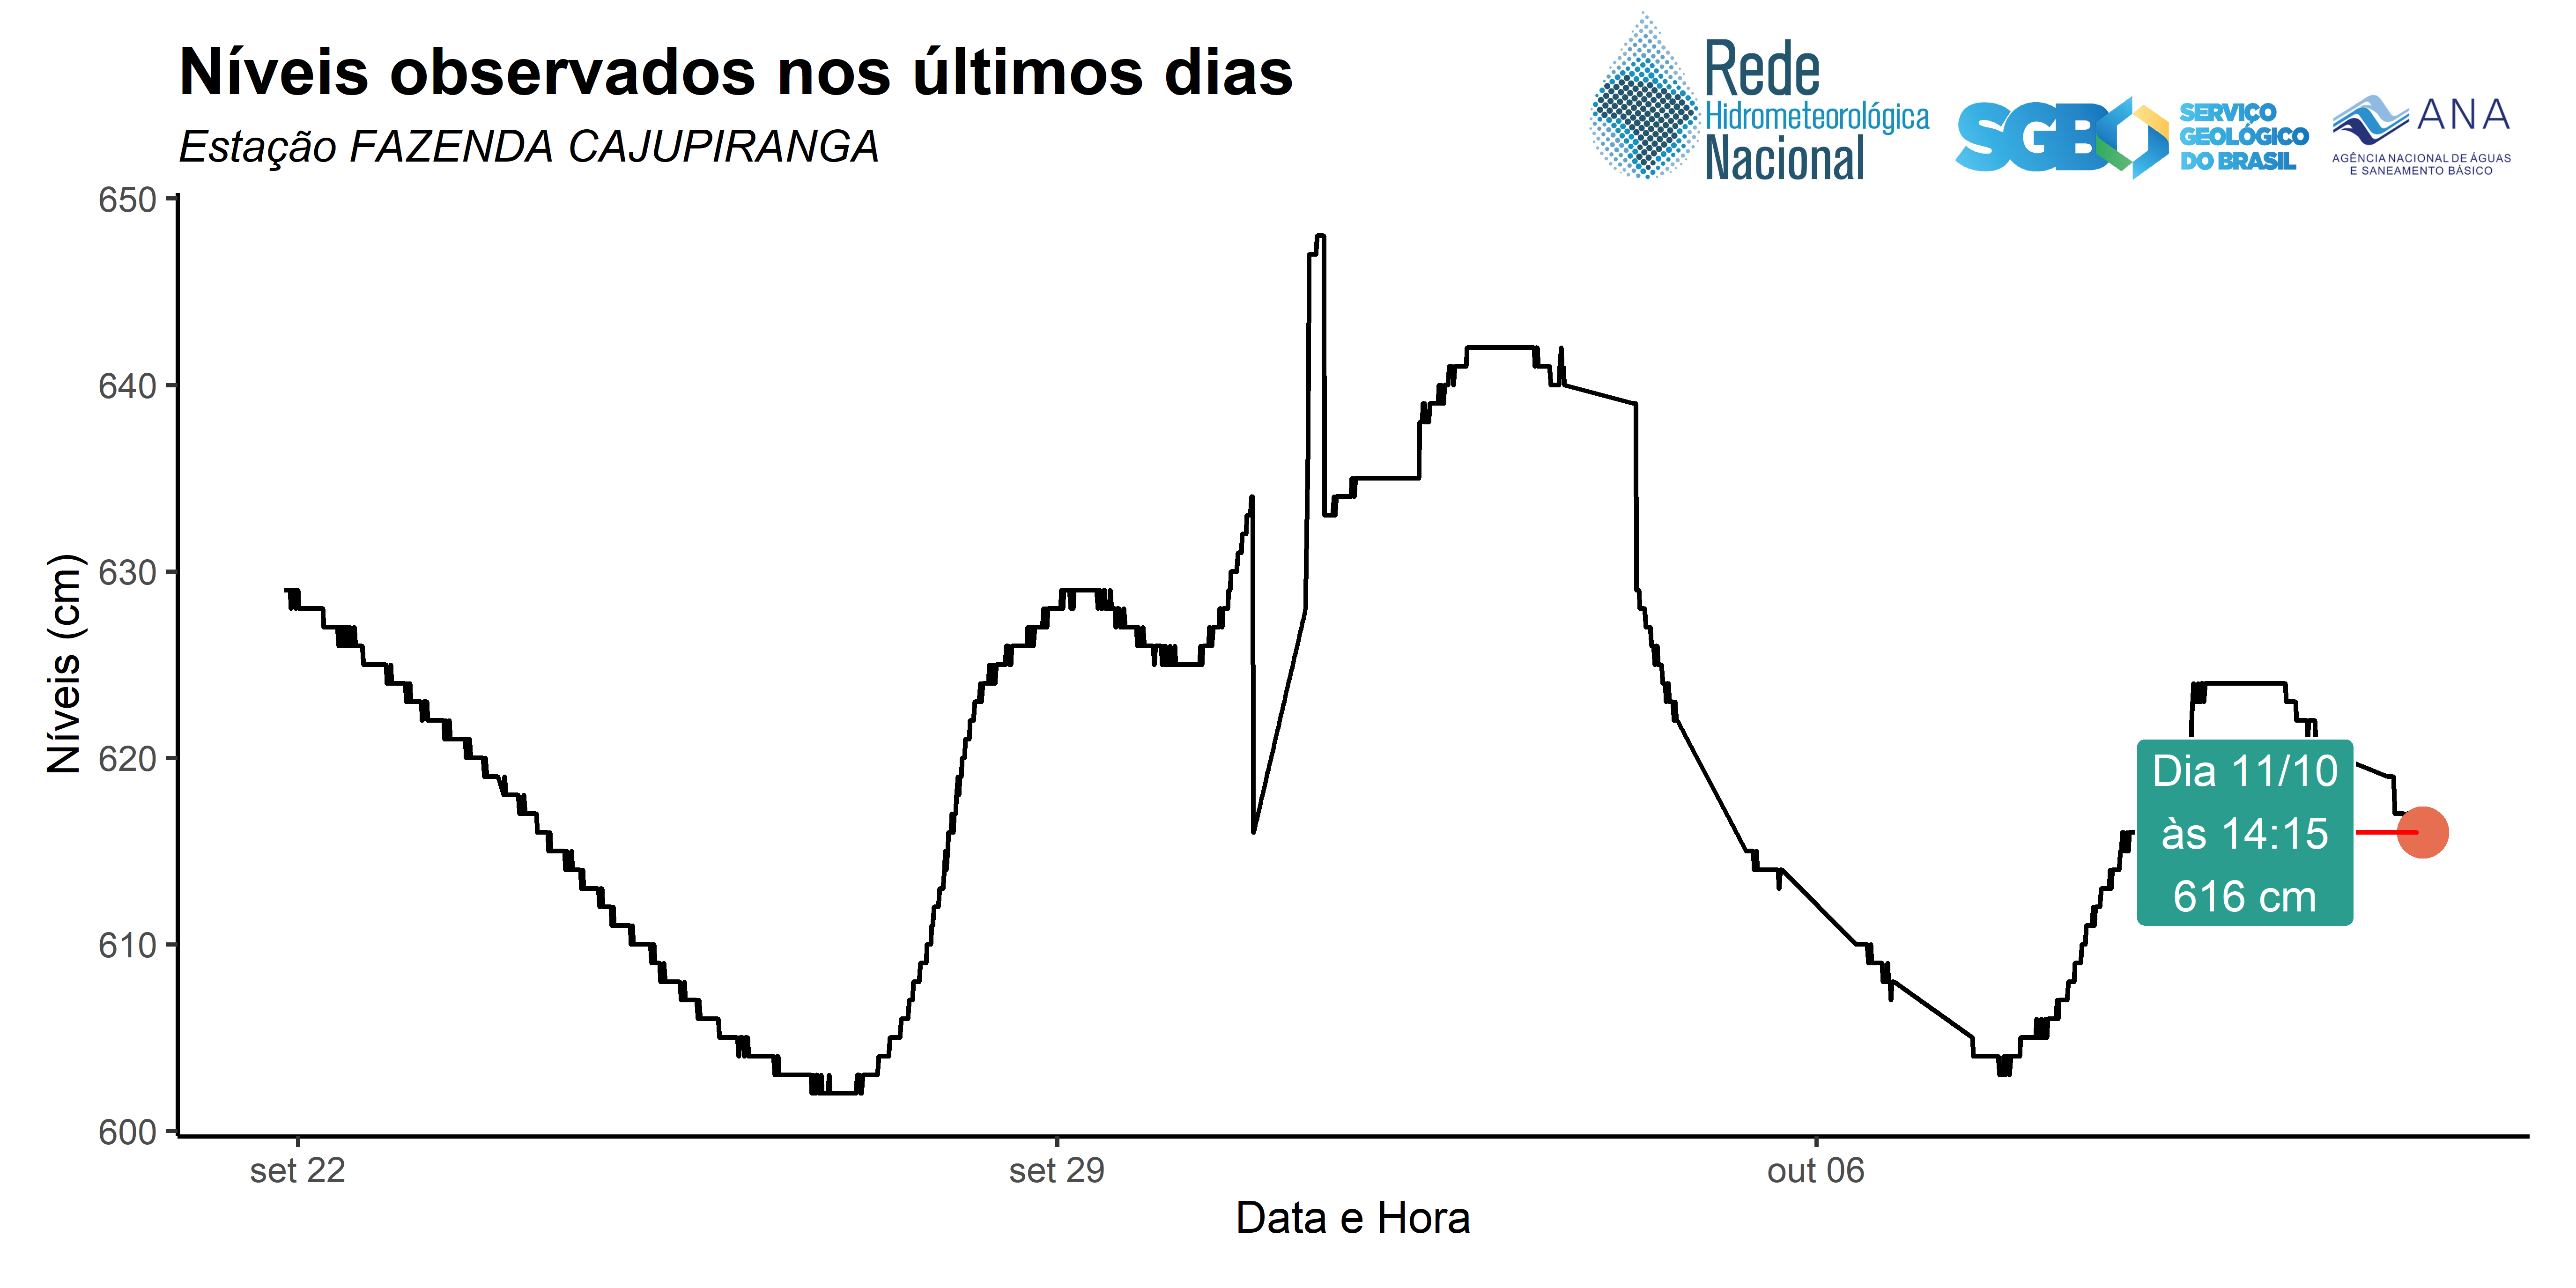 Níveis observados nos últimos dias
Estação FAZENDA CAJUPIRANGA
Rede
Hidrometeorológica
Nacional
SGB
SERVIÇO
GEOLÓGICO
DO BRASIL
ANA
AGÊNCIA NACIONAL DE ÁGUAS
E SANEAMENTO BÁSICO
650
640
630
620
610
600
Níveis (cm)
Dia 11/10
às 14:15
616 cm
set 22
set 29
out 06
Data e Hora